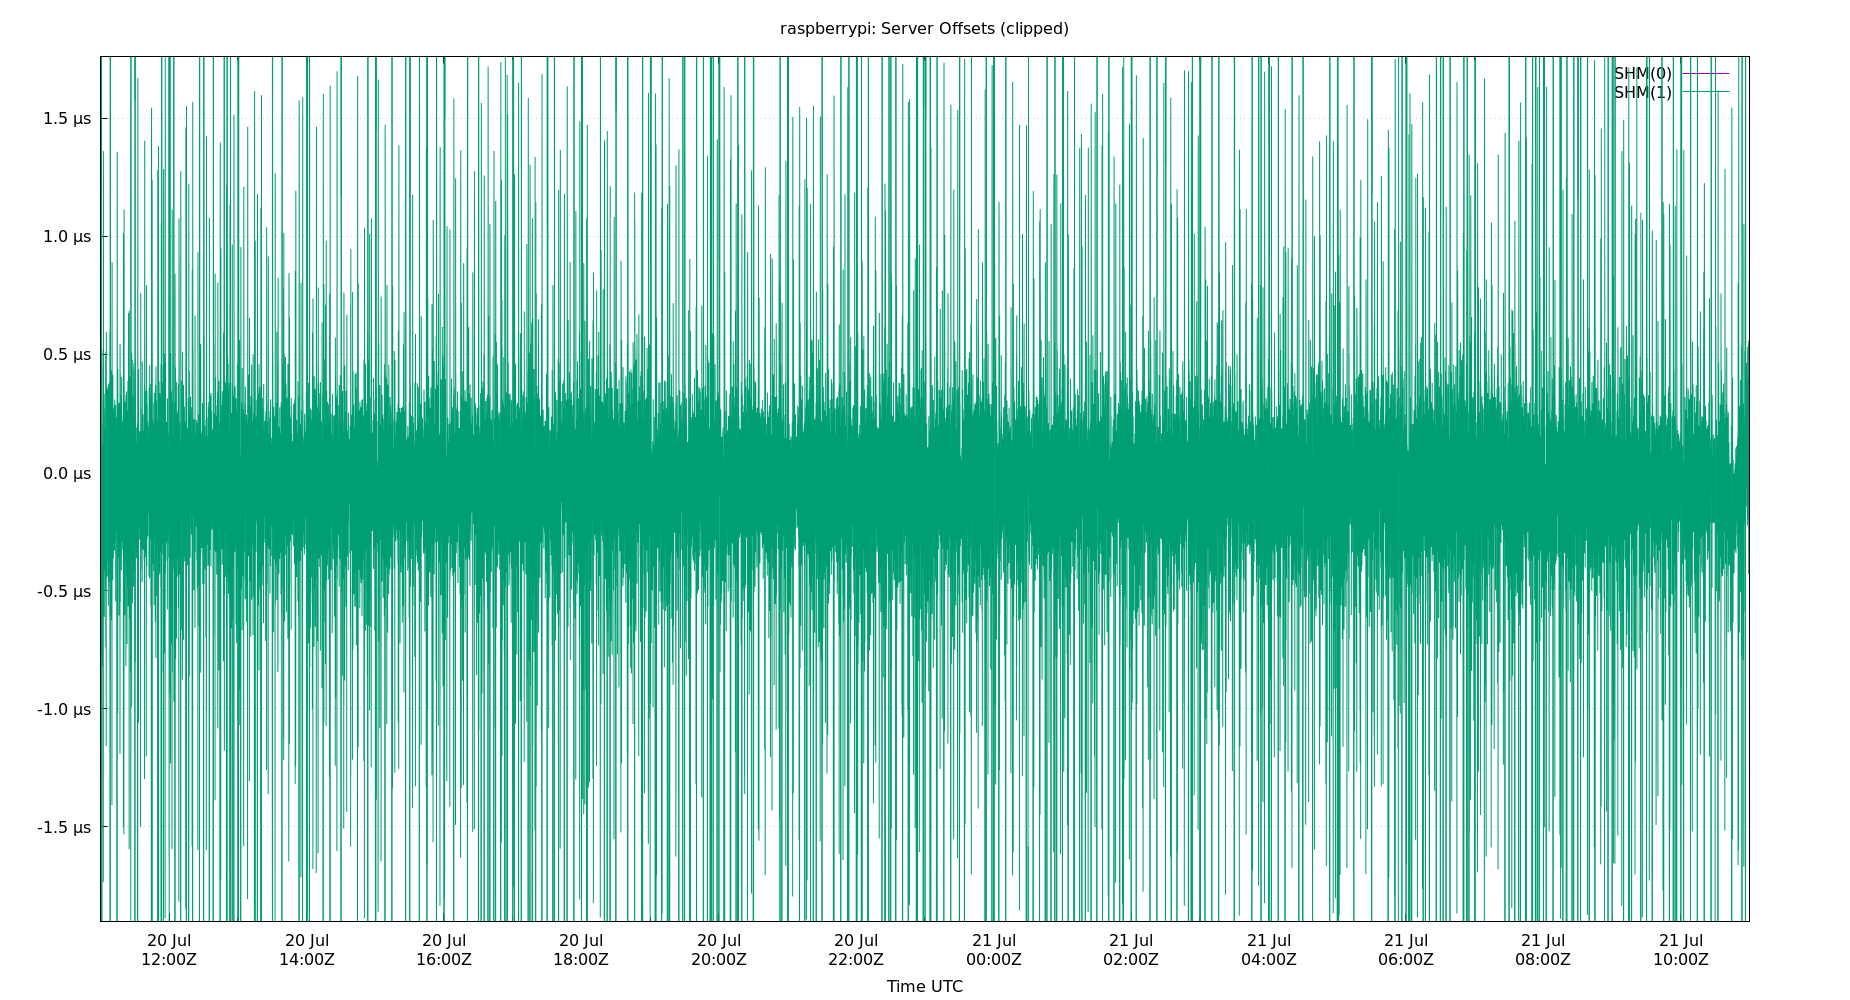 raspberrypi: Server Offsets (clipped)
SHM(0)
SHM(1)
1.5 µs
1.0 µs
0.5 µs
0.0 µs
-0.5 µs
-1.0 µs
-1.5 µs
20 Jul 20 Jul 20 Jul 20 Jul 20 Jul 20 Jul 21 Jul 21 Jul 21 Jul 21 Jul 21 Jul 21 Jul
12:00Z 14:00Z 16:00Z 18:00Z 20:00Z 22:00Z 00:00Z 02:00Z 04:00Z 06:00Z 08:00Z 10:00Z
Time UTC